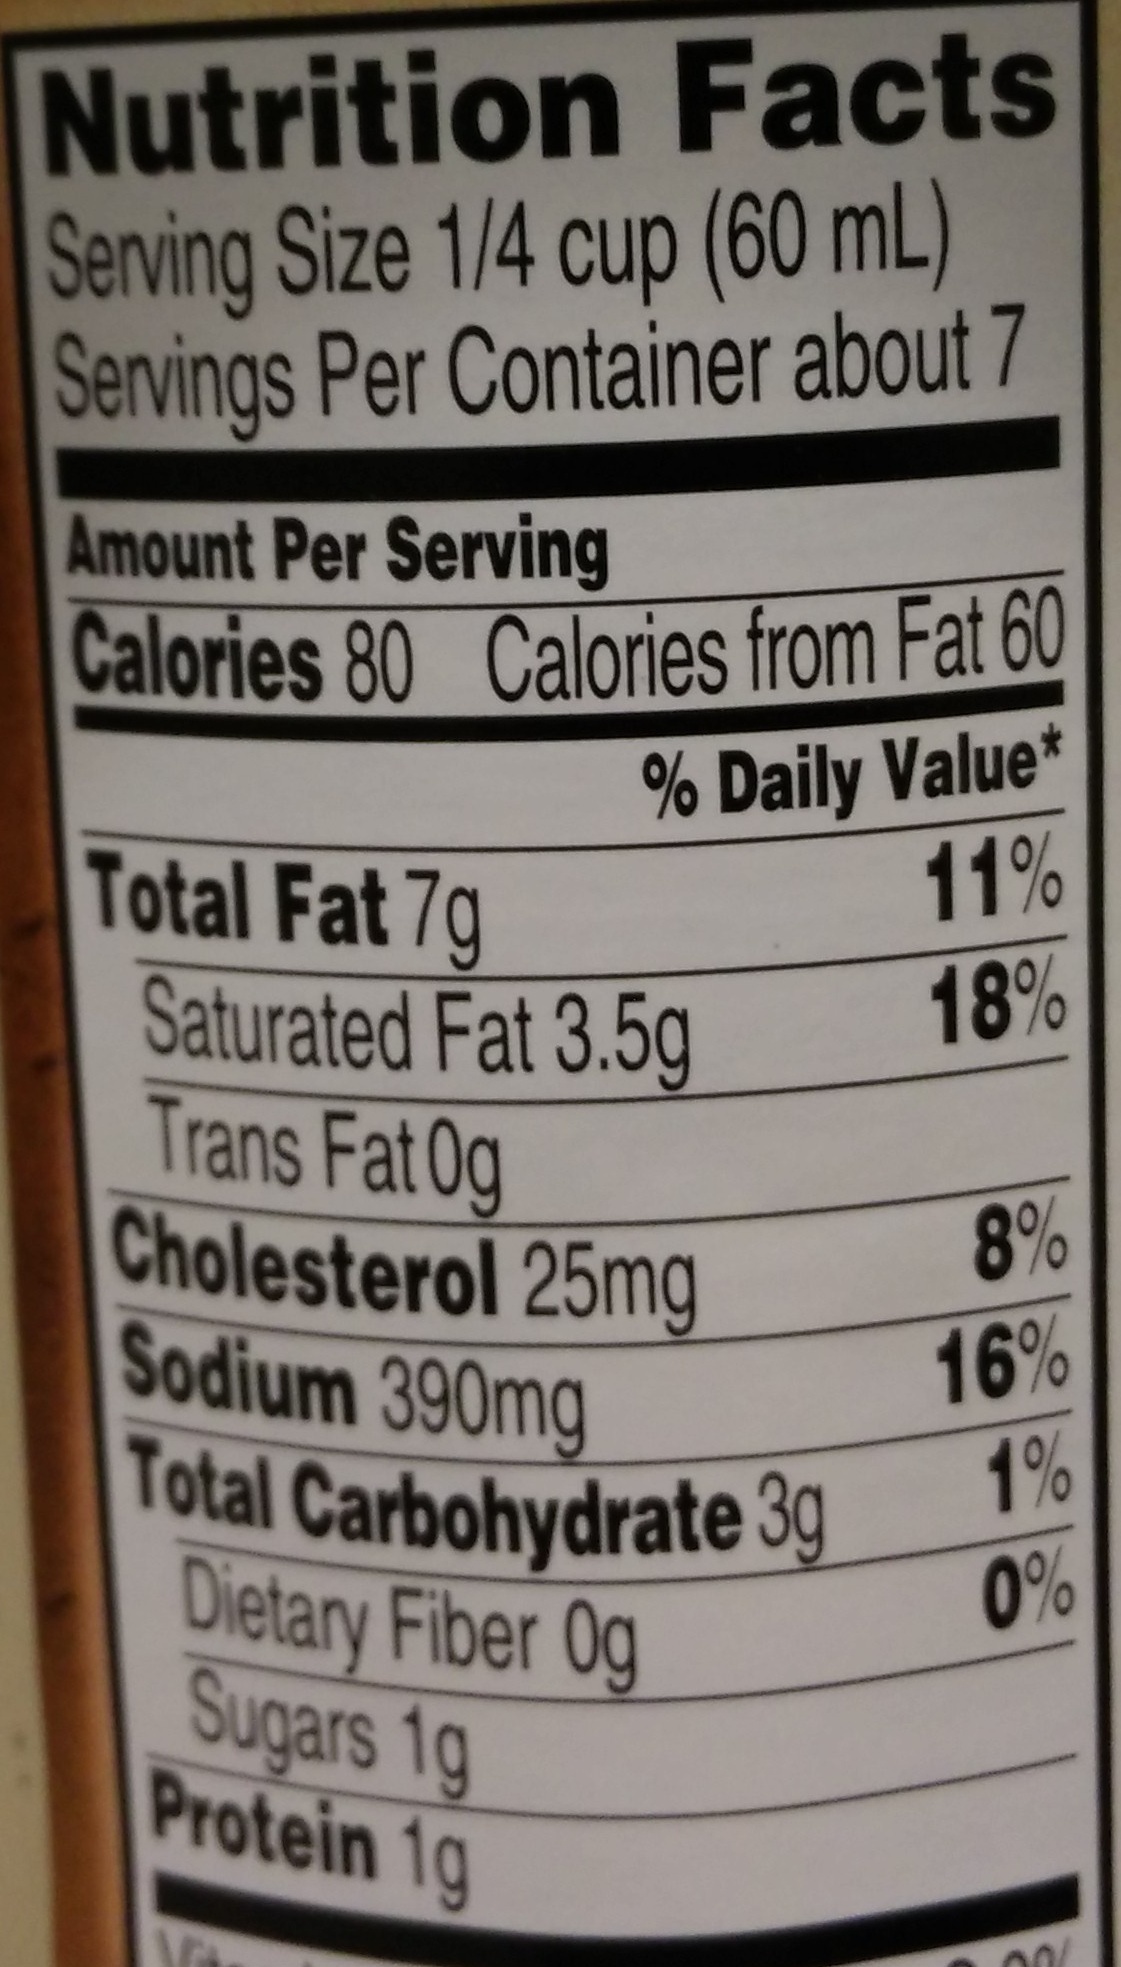 Nutrition Facts
Serving Size 1/4 cup (60 mL)
Servings Per Container about 7
Amount Per Serving
Calories 80 Calories from Fat 60
% Daily Value*
Total Fat 7g 11%
Saturated Fat 3.5g 18%
Trans Fat 0g
Cholesterol 25mg 8%
Sodium 390mg 16%
Total Carbohydrate 3g 1%
Dietary Fiber 0g 0%
Sugars 1g
Protein 1g